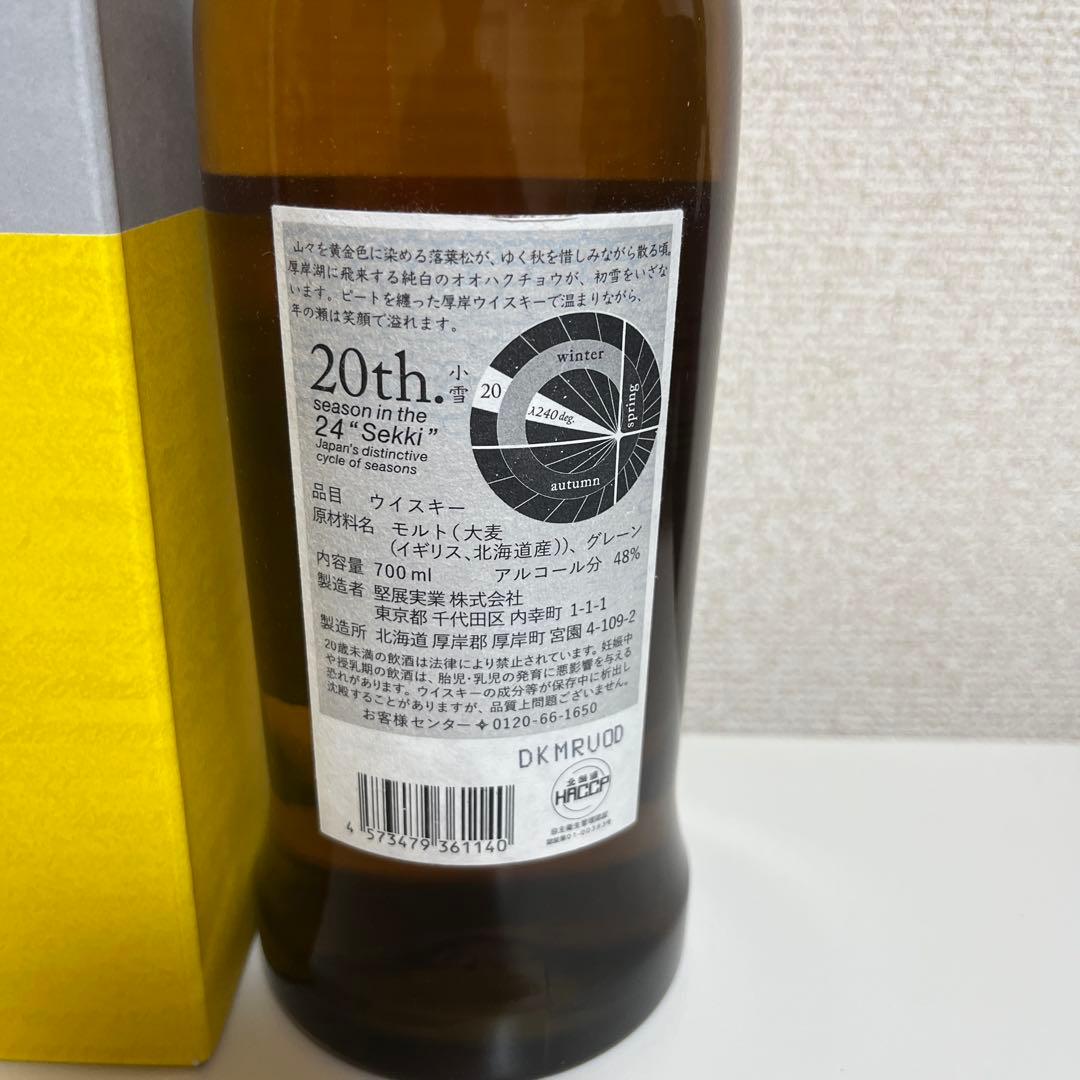 山々を黄金色に染める落葉松が、ゆく秋を惜しみながら散る頃。
厚岸湖に飛来する純白のオオハクチョウが、初雪をいざな
います。ピートを纏った厚岸ウイスキーで温まりながら、
年の瀬は笑顔で溢れます。
20th. 小雪
season in the
24 “Sekki”
Japan's distinctive
cycle of seasons
winter
20
λ240 deg.
spring
autumn
品目 ウイスキー
原材料名 モルト(大麦
(イギリス、北海道産))、グレーン
内容量 700ml アルコール分 48%
製造者 堅展実業 株式会社
東京都 千代田区 内幸町 1-1-1
製造所 北海道 厚岸郡 厚岸町 宮園 4-109-2
20歳未満の飲酒は法律により禁止されています。妊娠中
や授乳期の飲酒は、胎児・乳児の発育に悪影響を与える
恐れがあります。ウイスキーの成分等が保存中に析出し
沈殿することがありますが、品質上問題ございません。
お客様センター 0120-66-1650
DKMRUOD
北海道
HACCP
4 573479 361140